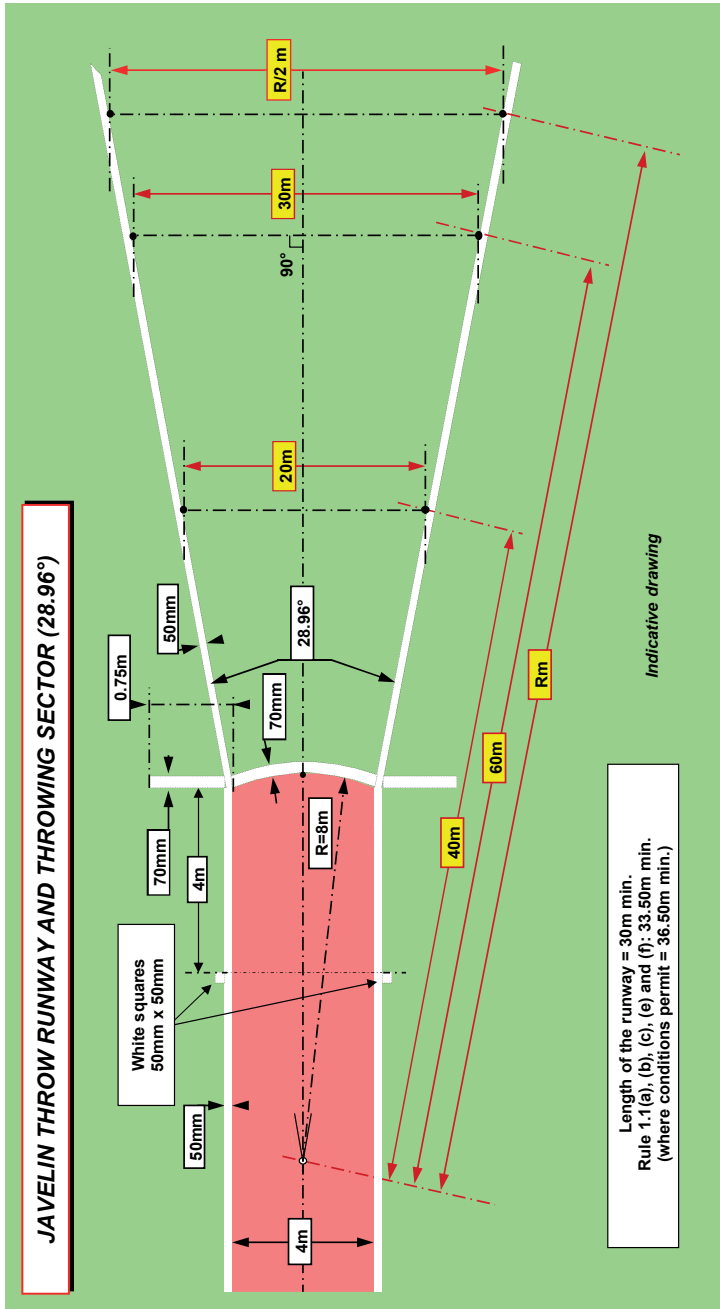 JAVELIN THROW RUNWAY AND THROWING SECTOR (28.96°)
0.75m
50mm
70mm
4m
White squares
50mm x 50mm
50mm
4m
70mm
28.96°
R=8m
20m
90°
30m
R/2 m
40m
60m
Rm
Indicative drawing
Length of the runway = 30m min.
Rule 1.1(a), (b), (c), (e) and (f): 33.50m min.
(where conditions permit = 36.50m min.)